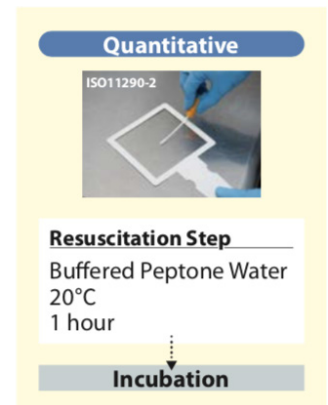 Quantitative
ISO11290-2
Resuscitation Step
Buffered Peptone Water
20°C
1 hour
Incubation